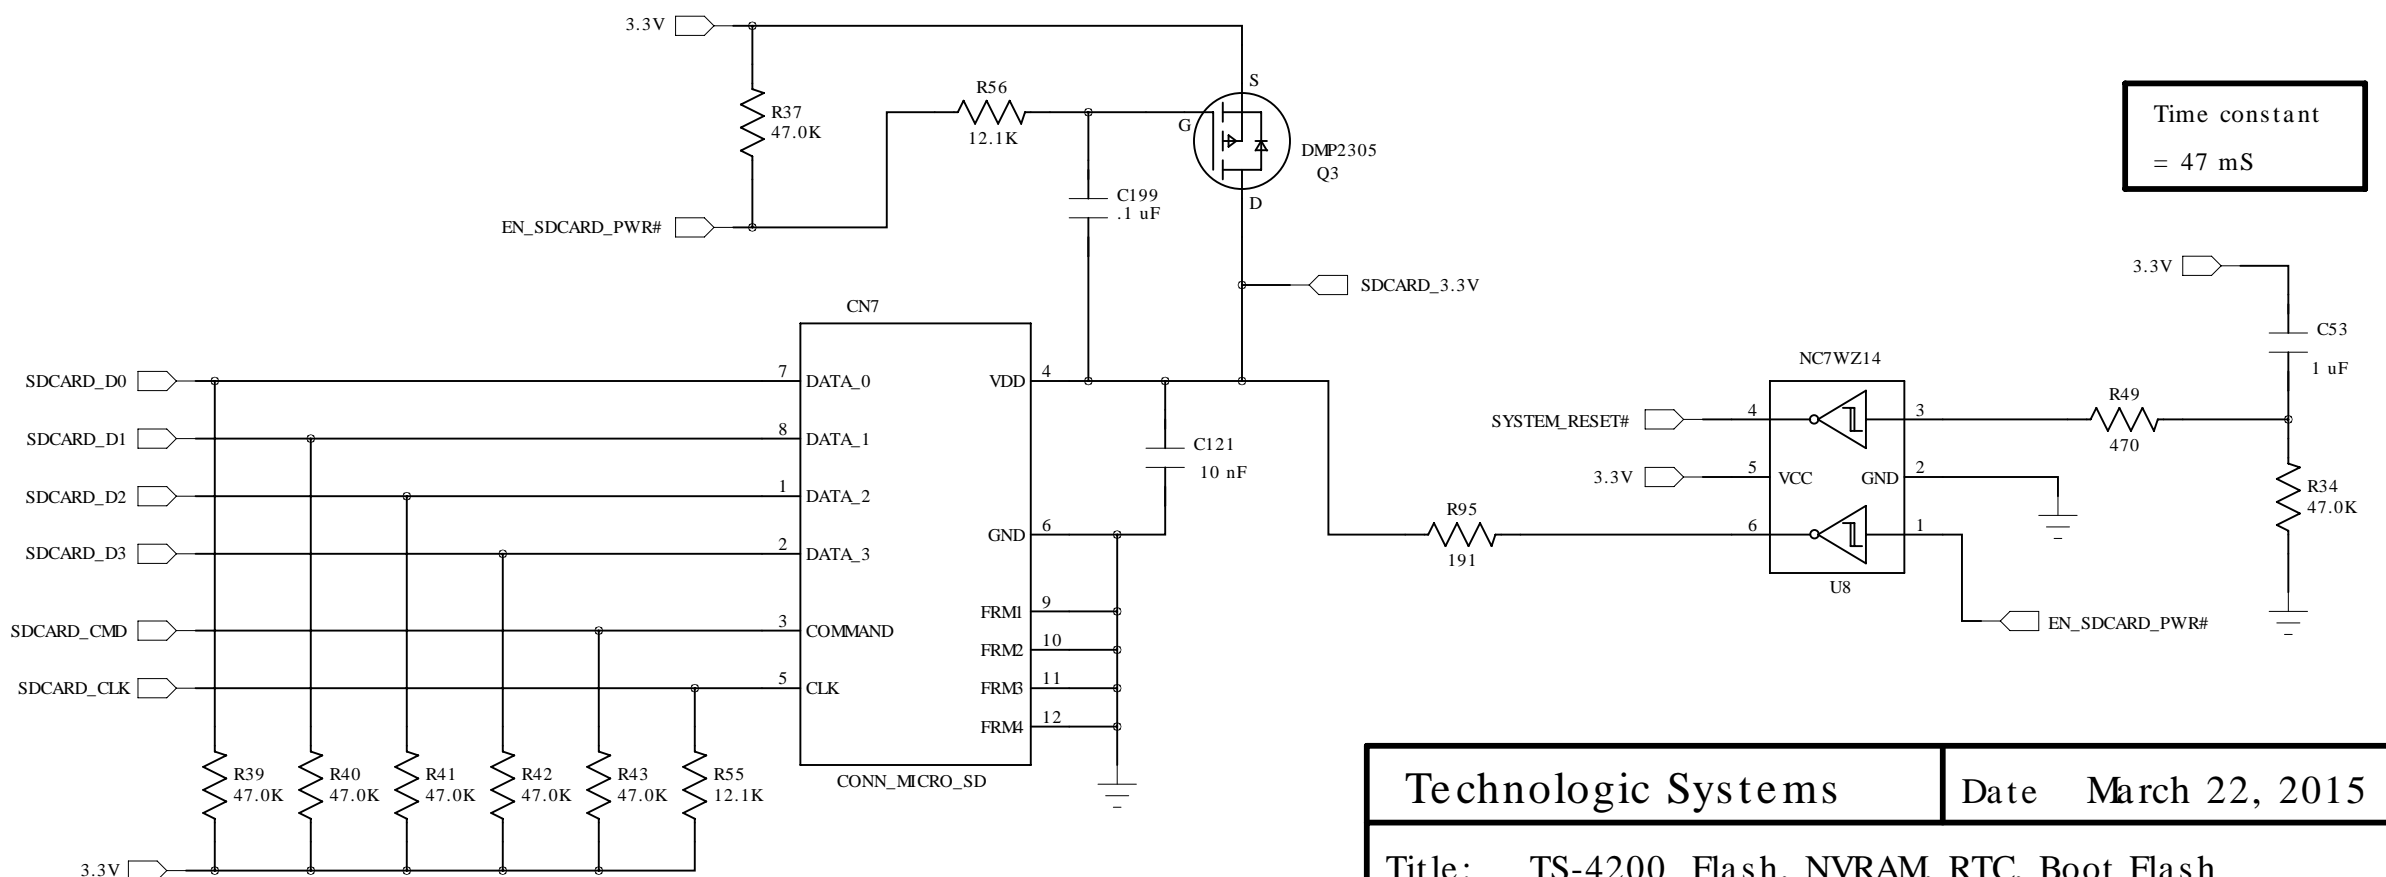 3.3V
R37
47.0K
R56
12.1K
S
G
D
DMP2305
Q3
C199
.1 uF
EN_SDCARD_PWR#
SDCARD_3.3V
Time constant
= 47 mS
3.3V
C53
1 uF
R34
47.0K
R49
470
NC7WZ14
SYSTEM_RESET#
4
3
3.3V
5
VCC
GND
2
6
1
U8
EN_SDCARD_PWR#
R95
191
C121
10 nF
CN7
SDCARD_D0
7
DATA_0
VDD
4
SDCARD_D1
8
DATA_1
SDCARD_D2
1
DATA_2
SDCARD_D3
2
DATA_3
GND
6
SDCARD_CMD
3
COMMAND
FRM1
9
FRM2
10
SDCARD_CLK
5
CLK
FRM3
11
FRM4
12
CONN_MICRO_SD
R39
47.0K
R40
47.0K
R41
47.0K
R42
47.0K
R43
47.0K
R55
12.1K
3.3V
Technologic Systems
Date March 22, 2015
Title: TS-4200 Flash, NVRAM, RTC, Boot Flash